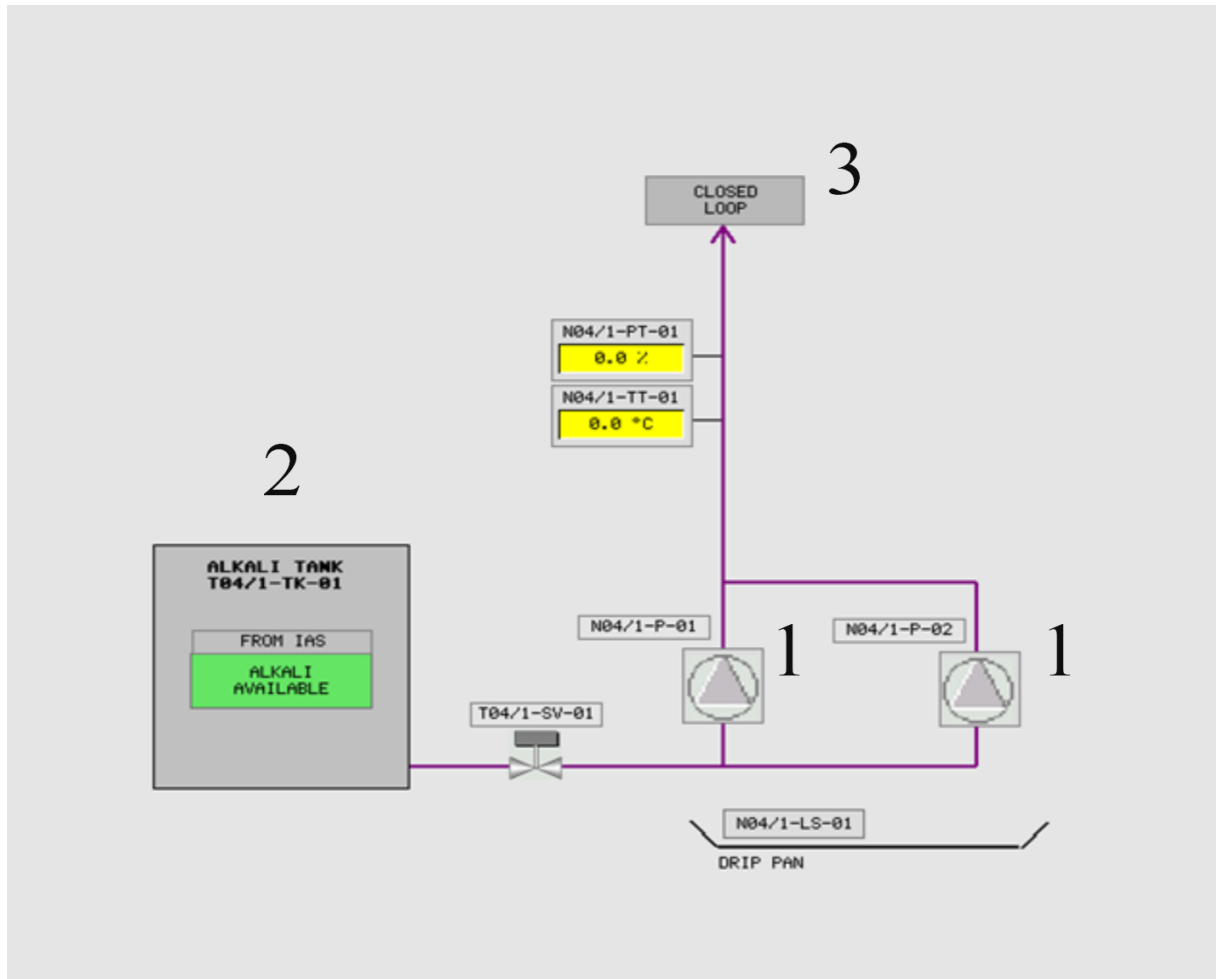 3
CLOSED
LOOP
N04/1-PT-01
0.0 %
N04/1-TT-01
0.0 °C
2
ALKALI TANK
T04/1-TK-01
FROM IAS
ALKALI
AVAILABLE
N04/1-P-01
1
N04/1-P-02
1
T04/1-SV-01
N04/1-LS-01
DRIP PAN